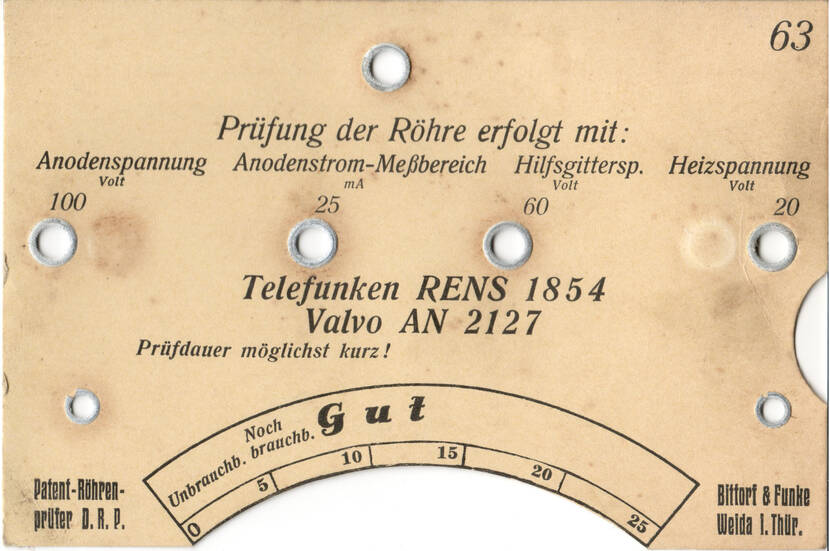 63
Prüfung der Röhre erfolgt mit:
Anodenspannung Anodenstrom-Meßbereich Hilfsgittersp. Heizspannung
Volt mA Volt Volt
100 25 60 20
Telefunken RENS 1854
Valvo AN 2127
Prüfdauer möglichst kurz!
Unbrauchb. Noch brauchb. Gut
0 5 10 15 20 25
Patent-Röhren-
prüfer D. R. P.
Bittorf & Funke
Weida i. Thür.